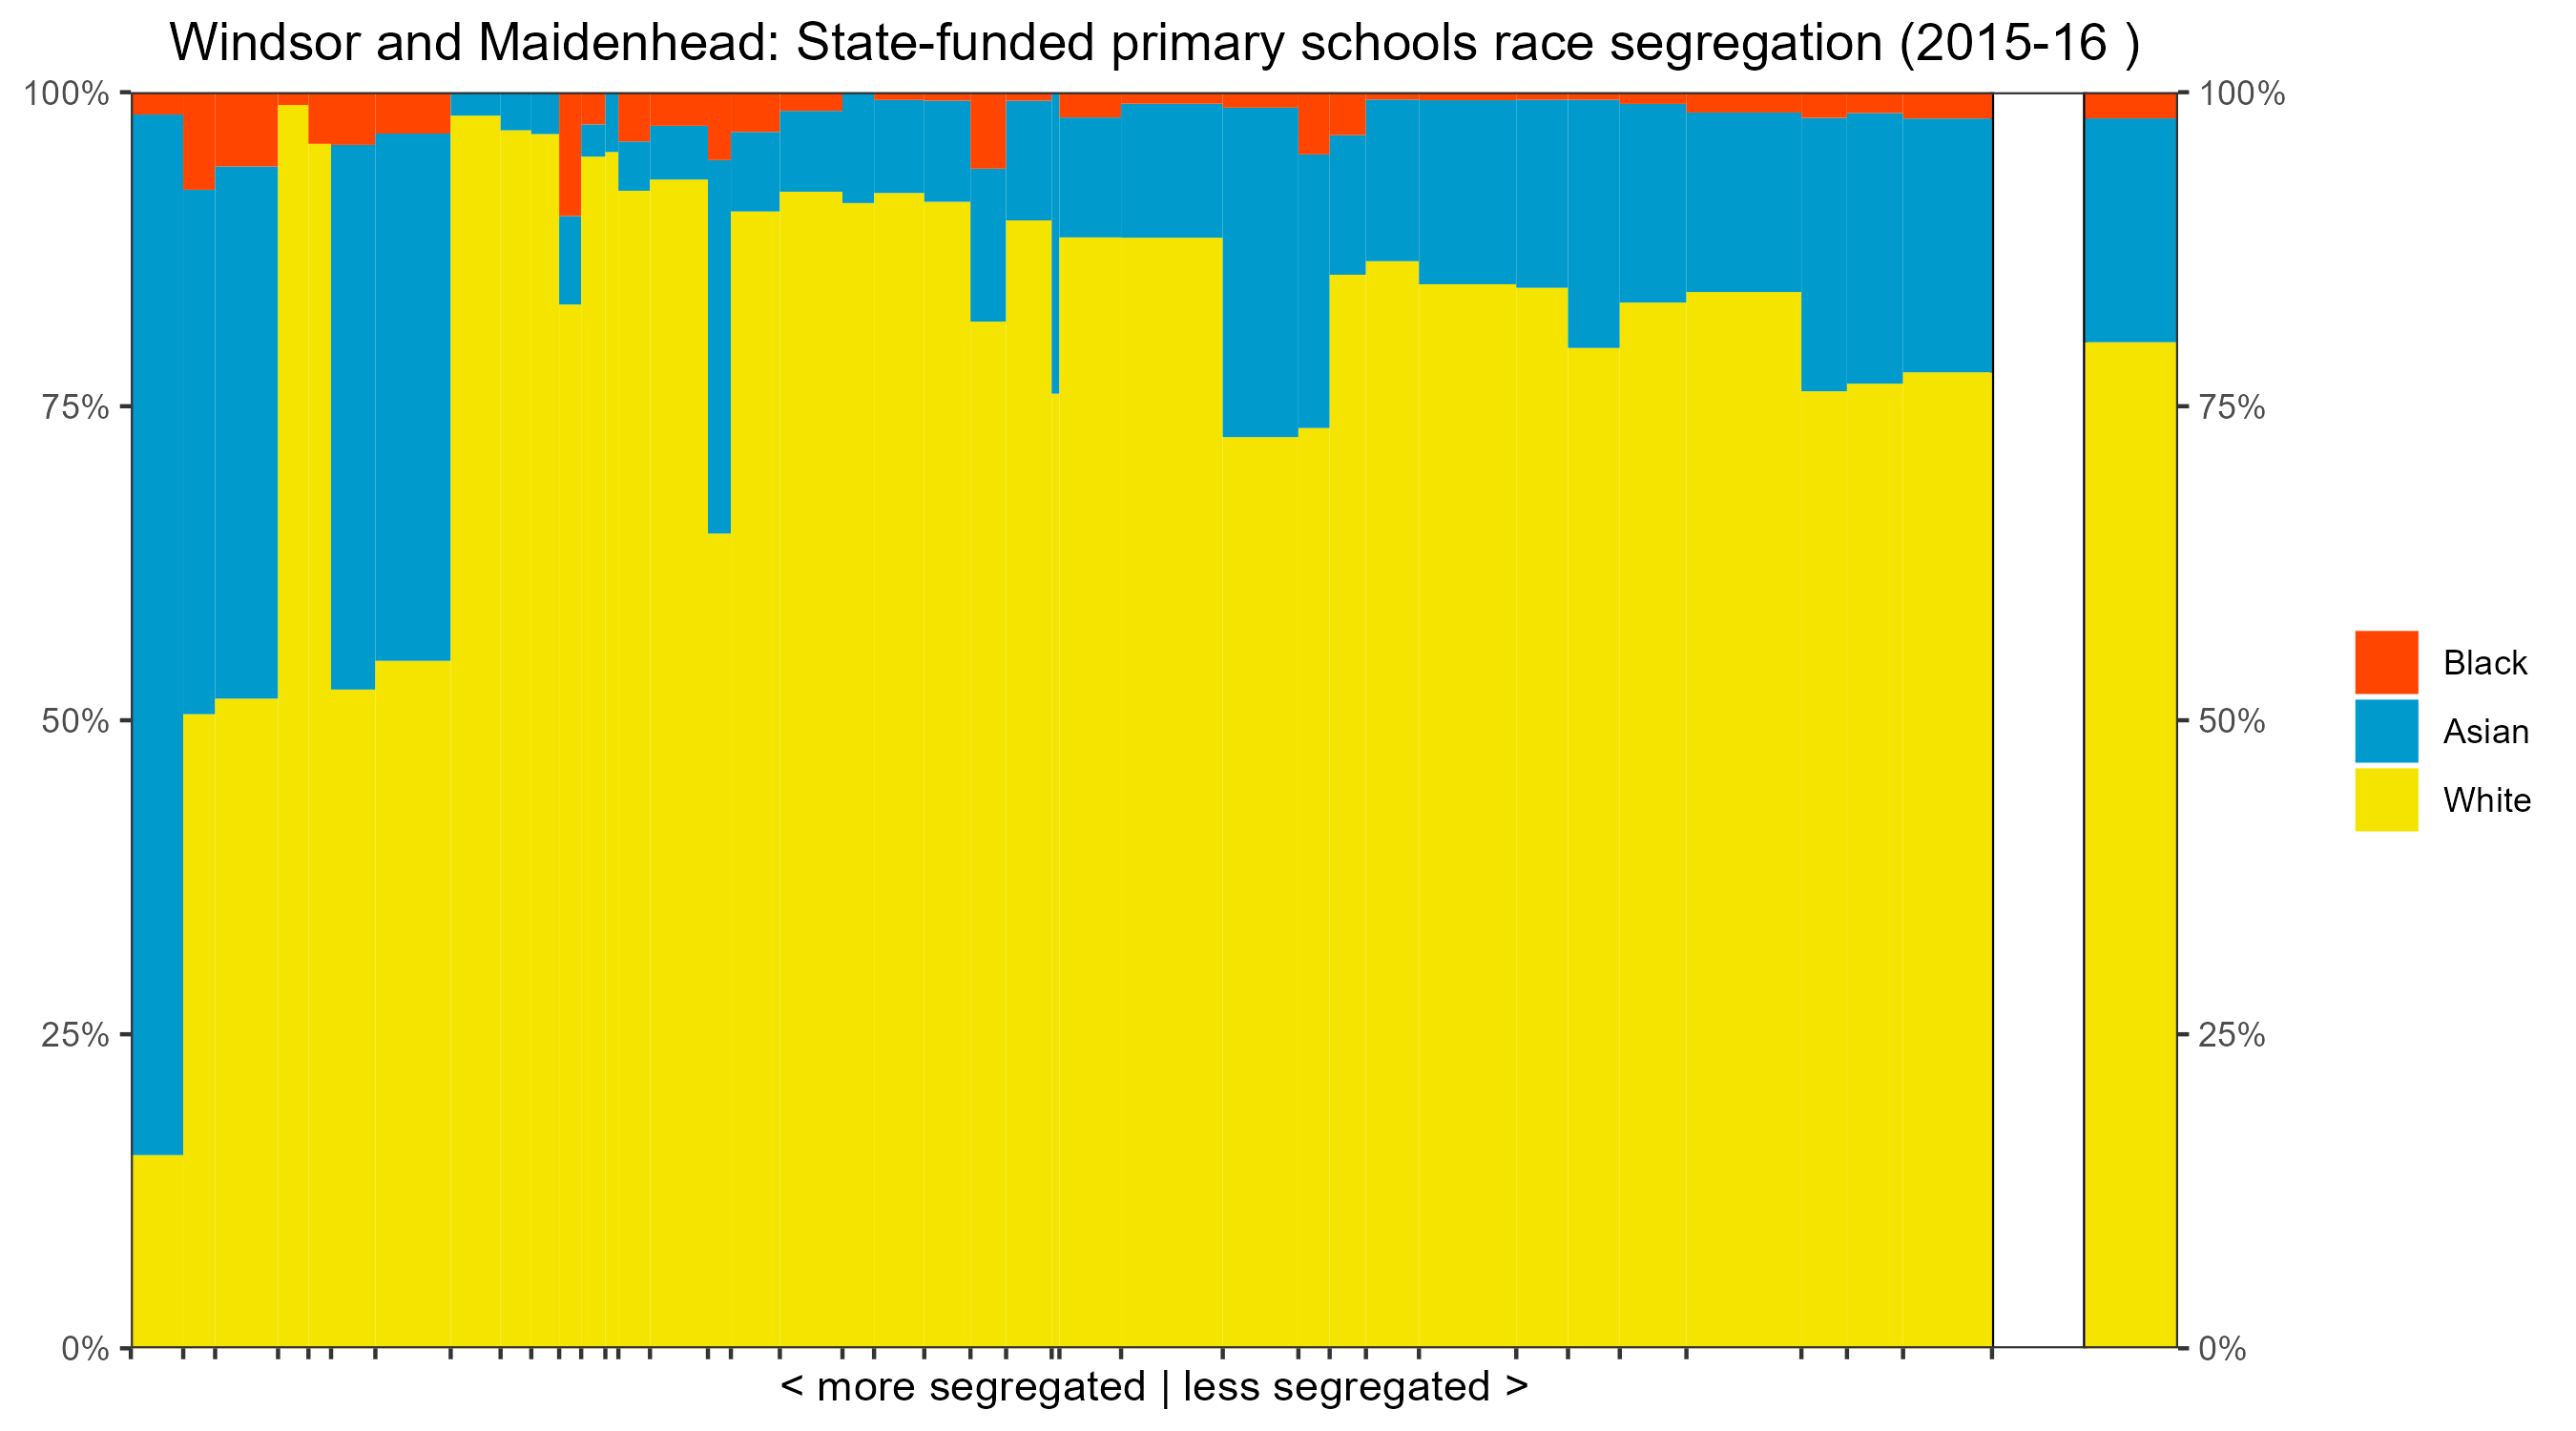 Windsor and Maidenhead: State-funded primary schools race segregation (2015-16 )
100%
75%
50%
25%
0%
100%
75%
50%
25%
0%
Black
Asian
White
< more segregated | less segregated >